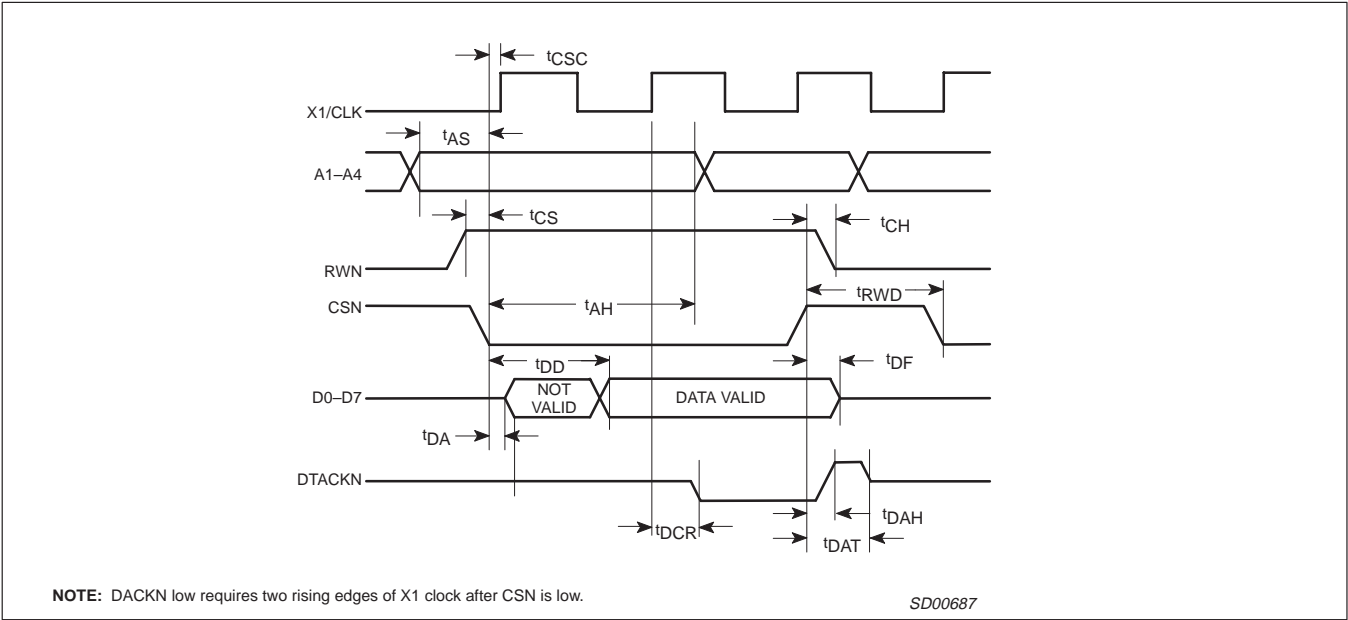 tCSC
X1/CLK
tAS
A1–A4
tCS
tCH
RWN
tRWD
CSN
tAH
tDD
tDF
D0–D7
NOT
VALID
DATA VALID
tDA
DTACKN
tDAH
tDCR
tDAT
NOTE: DACKN low requires two rising edges of X1 clock after CSN is low.
SD00687